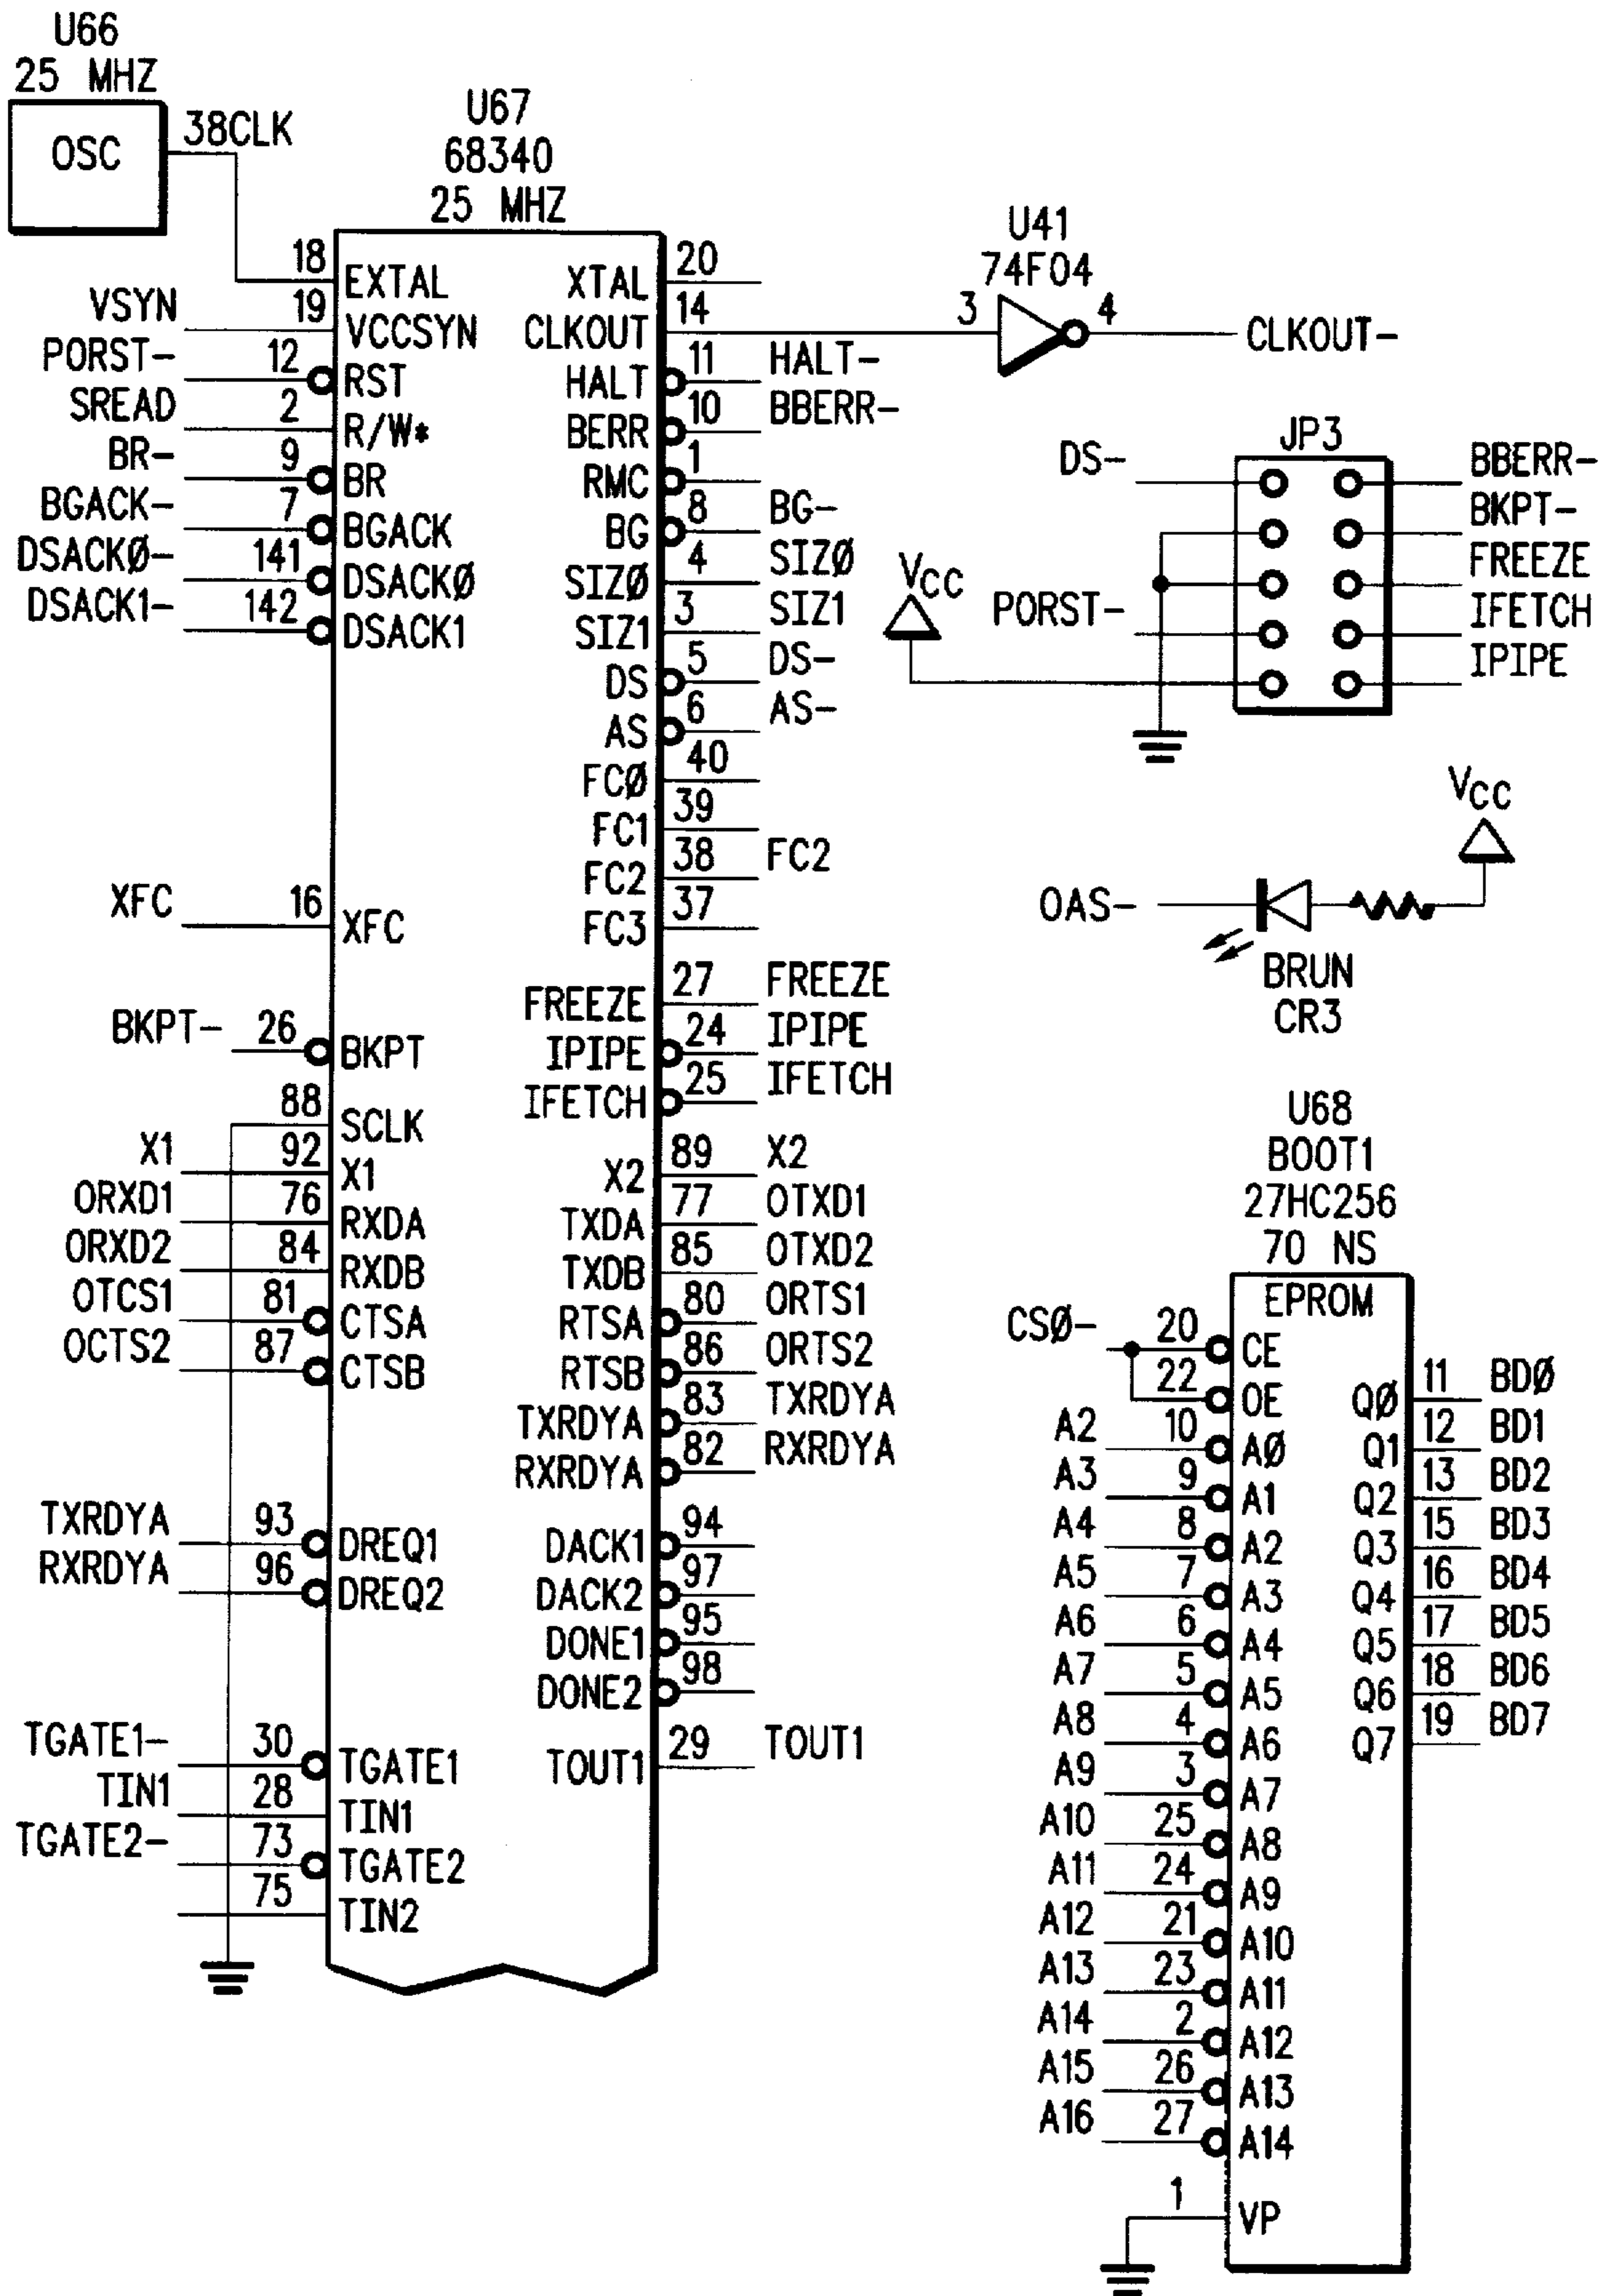 U66
25 MHZ
OSC
38CLK
U67
68340
25 MHZ
18 EXTAL
VSYN 19 VCCSYN
PORST- 12 RST
SREAD 2 R/W*
BR- 9 BR
BGACK- 7 BGACK
DSACKØ- 141 DSACKØ
DSACK1- 142 DSACK1
XFC 16 XFC
BKPT- 26 BKPT
88 SCLK
X1 92 X1
ORXD1 76 RXDA
ORXD2 84 RXDB
OTCS1 81 CTSA
OCTS2 87 CTSB
TXRDYA 93 DREQ1
RXRDYA 96 DREQ2
TGATE1- 30 TGATE1
TIN1 28 TIN1
TGATE2- 73 TGATE2
75 TIN2
XTAL 20
CLKOUT 14
HALT 11 HALT-
BERR 10 BBERR-
RMC 1
BG 8 BG-
SIZØ 4 SIZØ
SIZ1 3 SIZ1
DS 5 DS-
AS 6 AS-
FCØ 40
FC1 39
FC2 38 FC2
FC3 37
FREEZE 27 FREEZE
IPIPE 24 IPIPE
IFETCH 25 IFETCH
X2 89 X2
TXDA 77 OTXD1
TXDB 85 OTXD2
RTSA 80 ORTS1
RTSB 86 ORTS2
TXRDYA 83 TXRDYA
RXRDYA 82 RXRDYA
DACK1 94
DACK2 97
DONE1 95
DONE2 98
TOUT1 29 TOUT1
U41
74F04
3 4 CLKOUT-
JP3
DS- BBERR-
BKPT-
FREEZE
PORST- IFETCH
VCC IPIPE
VCC
OAS-
BRUN
CR3
U68
BOOT1
27HC256
70 NS
EPROM
CSØ- 20 CE
22 OE
A2 10 AØ
A3 9 A1
A4 8 A2
A5 7 A3
A6 6 A4
A7 5 A5
A8 4 A6
A9 3 A7
A10 25 A8
A11 24 A9
A12 21 A10
A13 23 A11
A14 2 A12
A15 26 A13
A16 27 A14
1 VP
QØ 11 BDØ
Q1 12 BD1
Q2 13 BD2
Q3 15 BD3
Q4 16 BD4
Q5 17 BD5
Q6 18 BD6
Q7 19 BD7